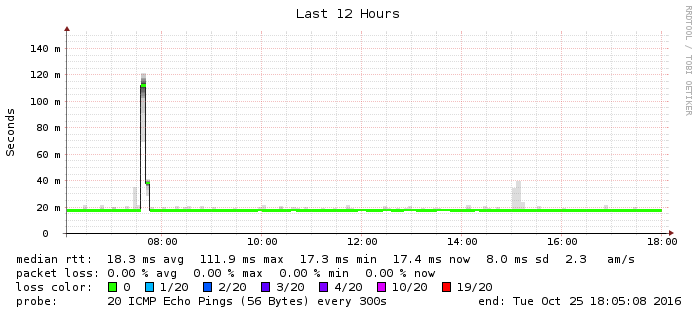 Last 12 Hours
RRDTOOL / TOBI OETIKER
Seconds
140 m
120 m
100 m
80 m
60 m
40 m
20 m
0
08:00 10:00 12:00 14:00 16:00 18:00
median rtt: 18.3 ms avg 111.9 ms max 17.3 ms min 17.4 ms now 8.0 ms sd 2.3 am/s
packet loss: 0.00 % avg 0.00 % max 0.00 % min 0.00 % now
loss color: 0 1/20 2/20 3/20 4/20 10/20 19/20
probe: 20 ICMP Echo Pings (56 Bytes) every 300s end: Tue Oct 25 18:05:08 2016